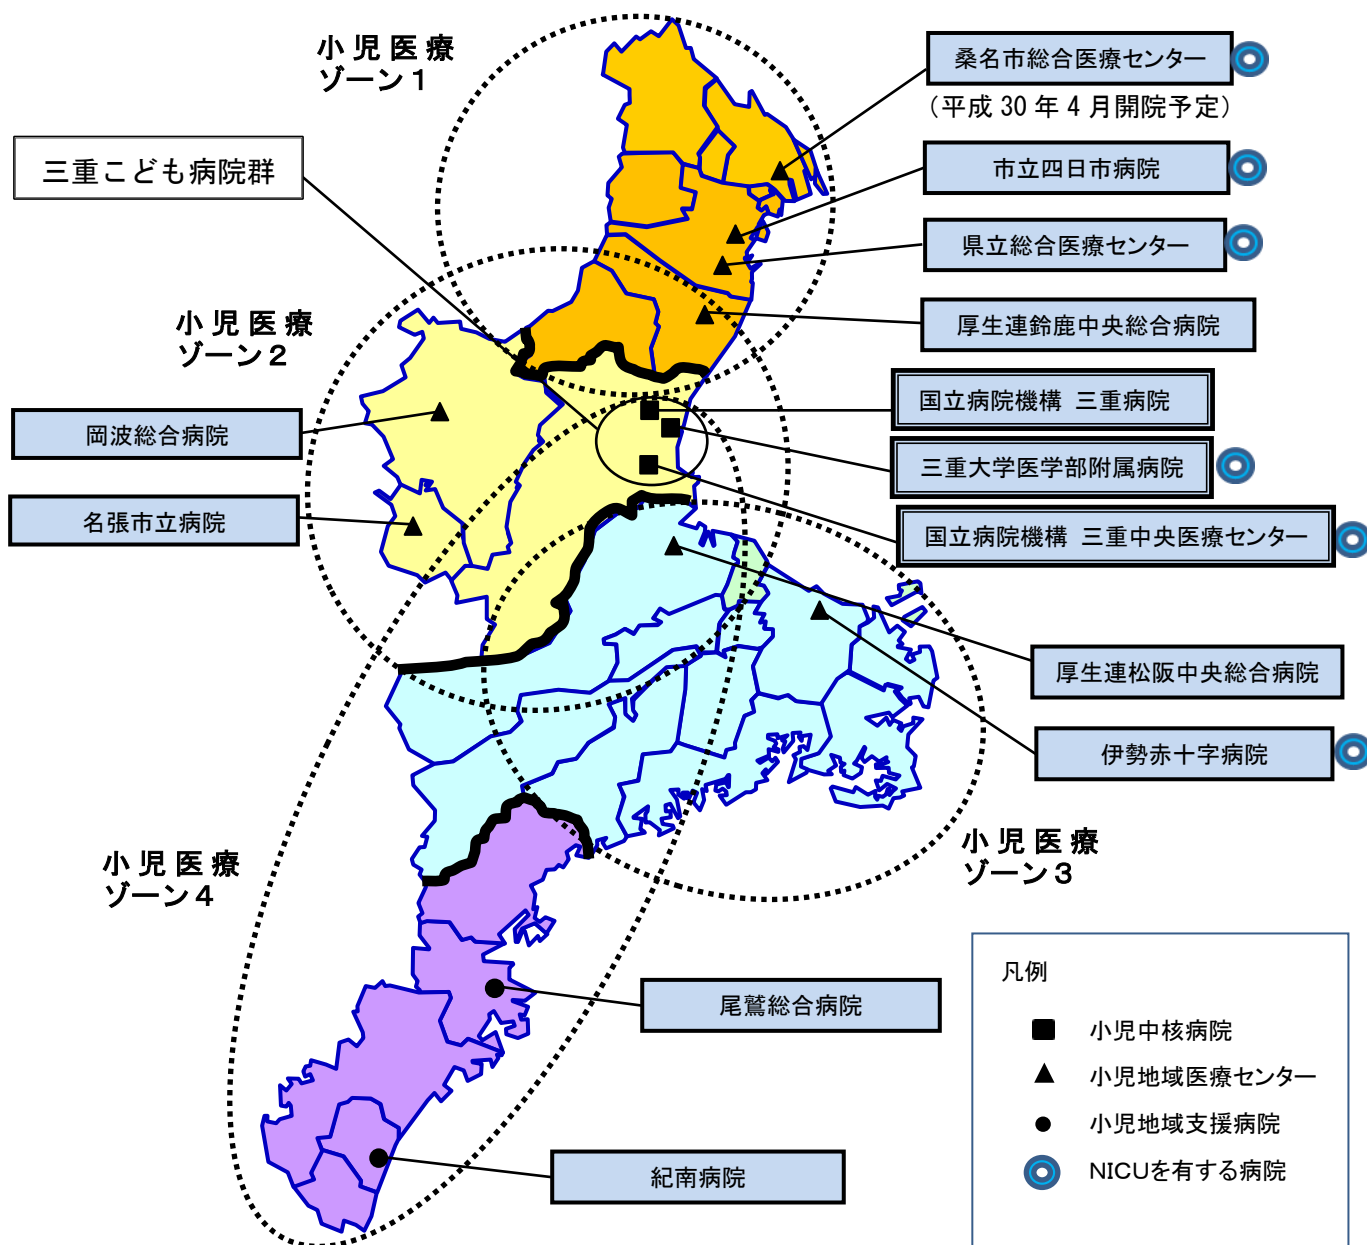 小児医療
ゾーン1
桑名市総合医療センター
（平成 30 年 4 月開院予定）
三重こども病院群
市立四日市病院
県立総合医療センター
小児医療
ゾーン2
厚生連鈴鹿中央総合病院
国立病院機構 三重病院
岡波総合病院
三重大学医学部附属病院
名張市立病院
国立病院機構 三重中央医療センター
厚生連松阪中央総合病院
伊勢赤十字病院
小児医療
ゾーン3
小児医療
ゾーン4
尾鷲総合病院
紀南病院
凡例
小児中核病院
小児地域医療センター
小児地域支援病院
NICUを有する病院